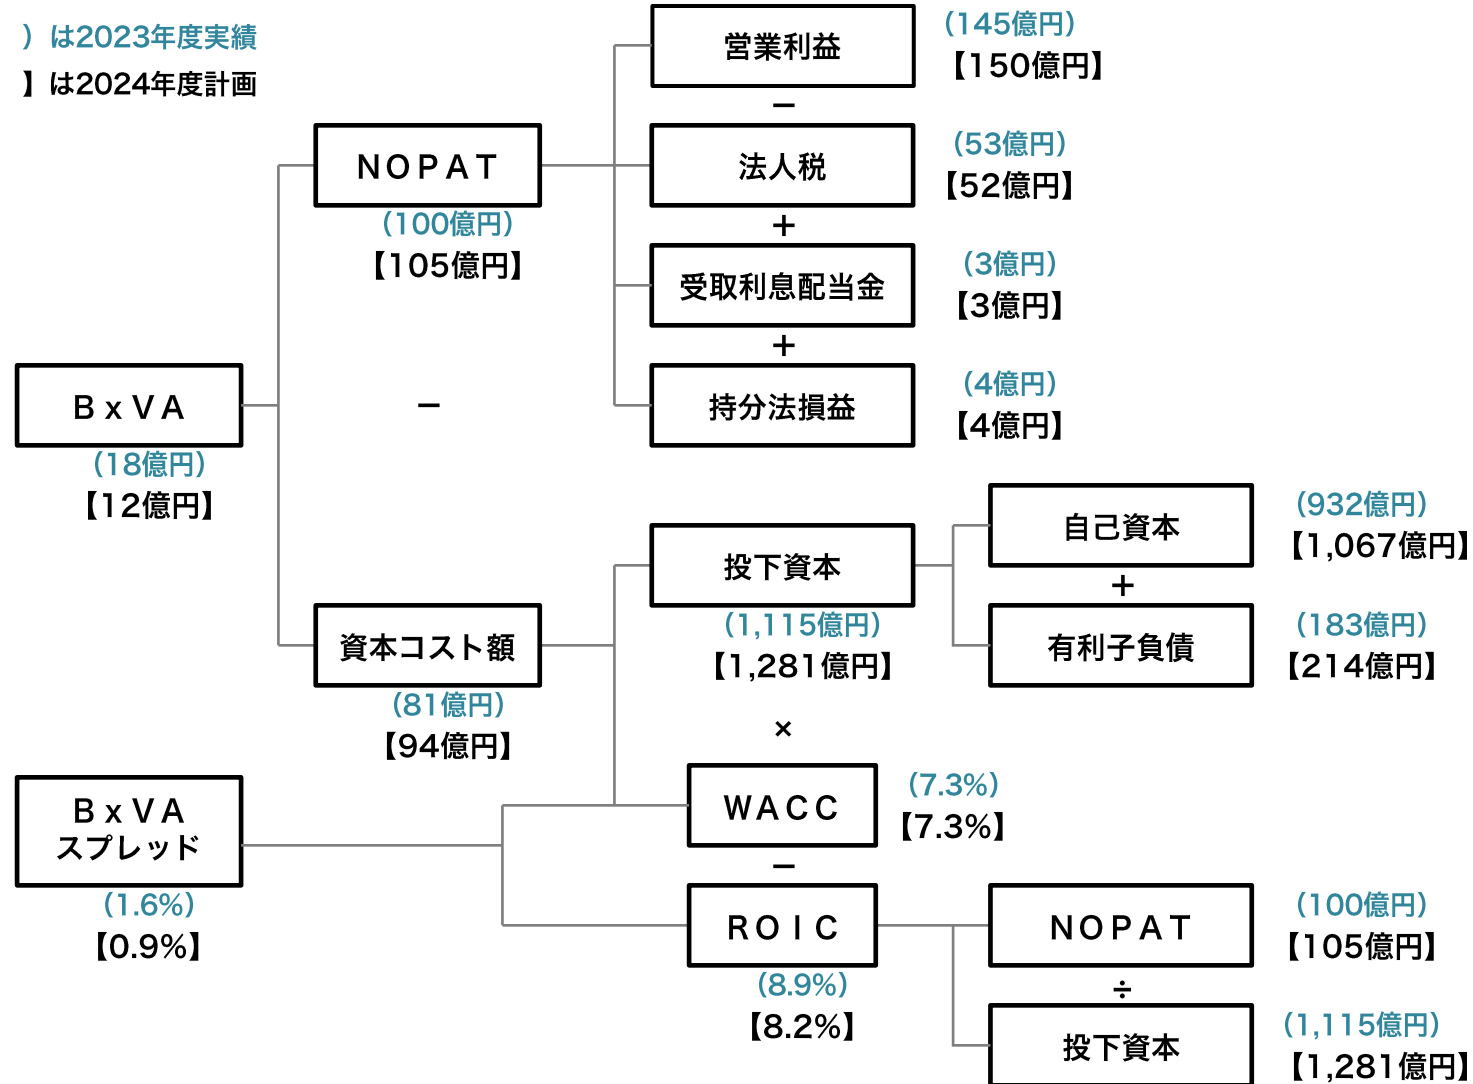 ）は2023年度実績
】は2024年度計画
営業利益
（145億円）
【150億円】
－
ＮＯＰＡＴ
（100億円）
【105億円】
法人税
（53億円）
【52億円】
＋
受取利息配当金
（3億円）
【3億円】
＋
持分法損益
（4億円）
【4億円】
ＢｘＶＡ
（18億円）
【12億円】
－
資本コスト額
（81億円）
【94億円】
投下資本
（1,115億円）
【1,281億円】
自己資本
（932億円）
【1,067億円】
＋
有利子負債
（183億円）
【214億円】
×
ＢｘＶＡ
スプレッド
（1.6%）
【0.9%】
ＷＡＣＣ
（7.3%）
【7.3%】
－
ＲＯＩＣ
（8.9%）
【8.2%】
ＮＯＰＡＴ
（100億円）
【105億円】
÷
投下資本
（1,115億円）
【1,281億円】